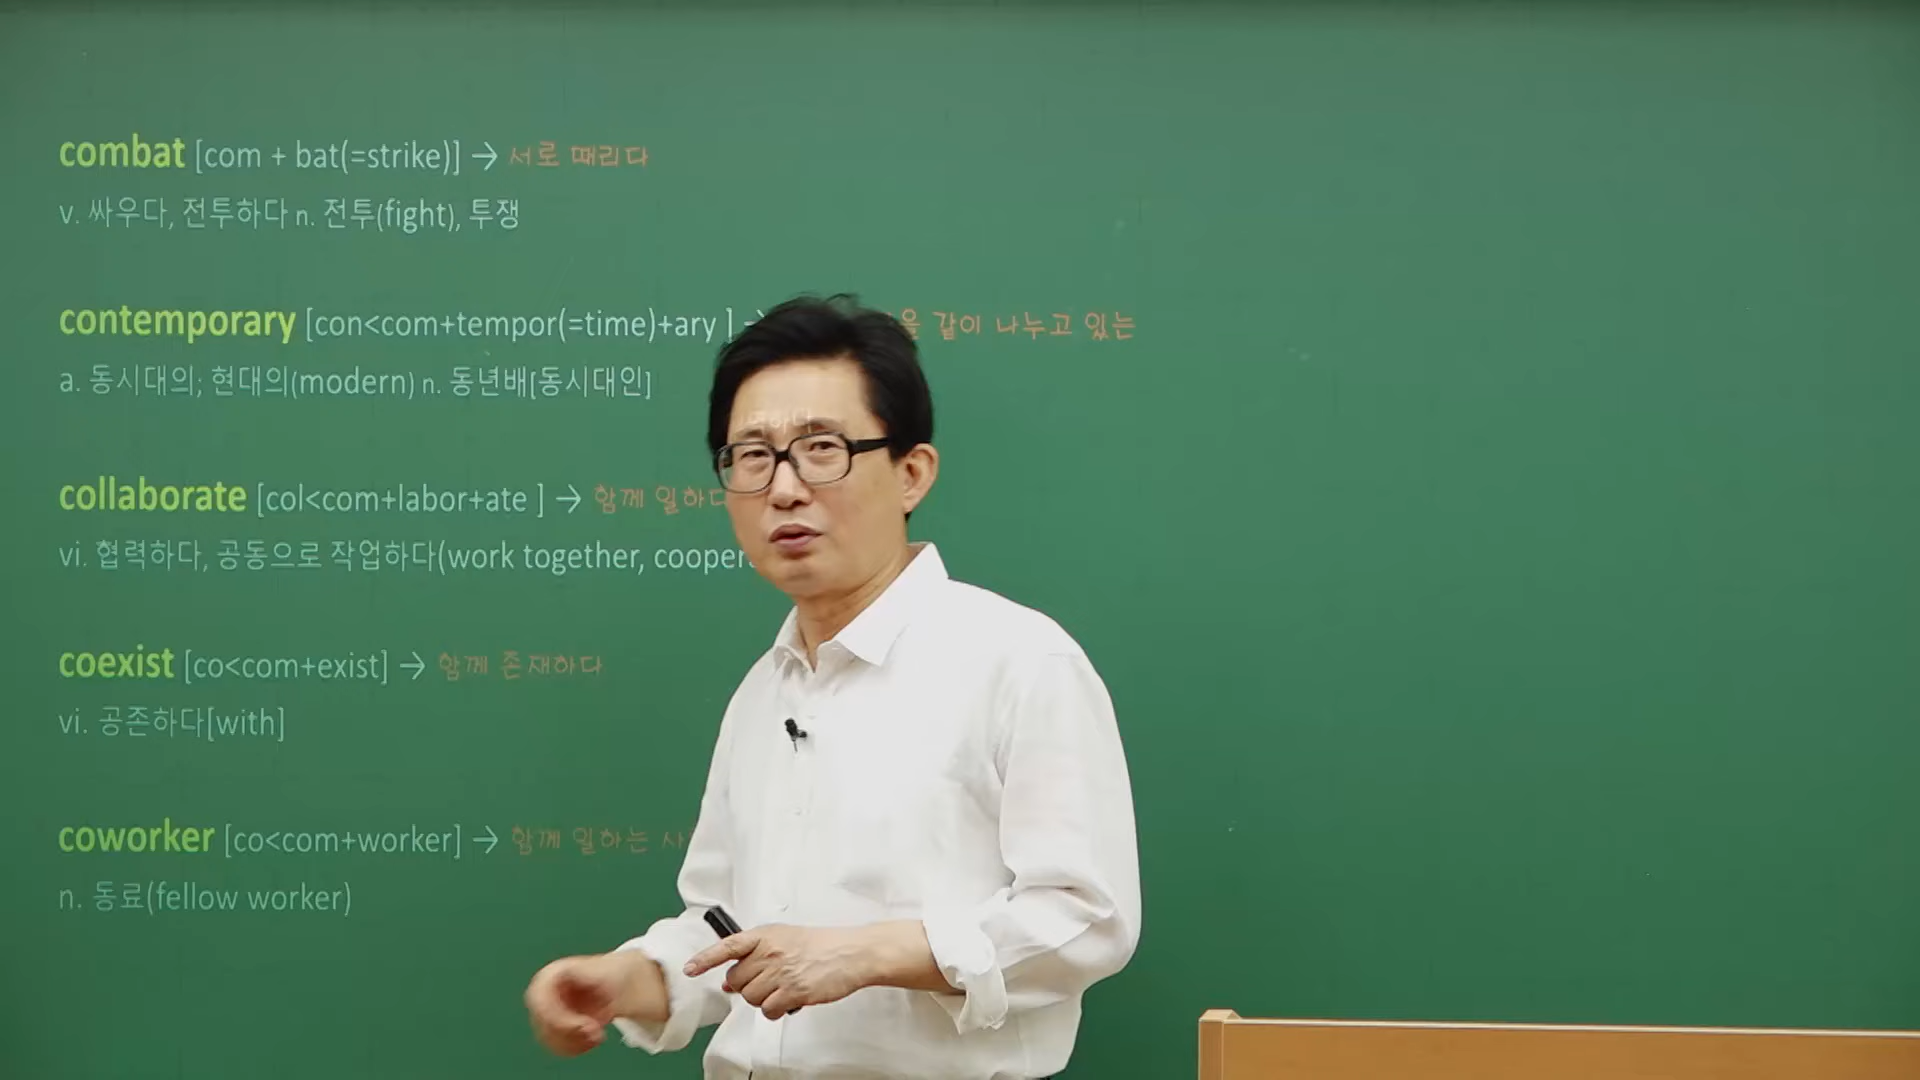 combat [com + bat(=strike)] → 서로 때리다
v. 싸우다, 전투하다 n. 전투(fight), 투쟁
contemporary [con<com+tempor(=time)+ary ] 같이 나누고 있는
a. 동시대의; 현대의(modern) n. 동년배[동시대인]
collaborate [col<com+labor+ate ] → 함께 일하다
vi. 협력하다, 공동으로 작업하다(work together,
coexist [co<com+exist] → 함께 존재하다
vi. 공존하다[with]
coworker [co<com+worker] → 함께 일하는
n. 동료(fellow worker)